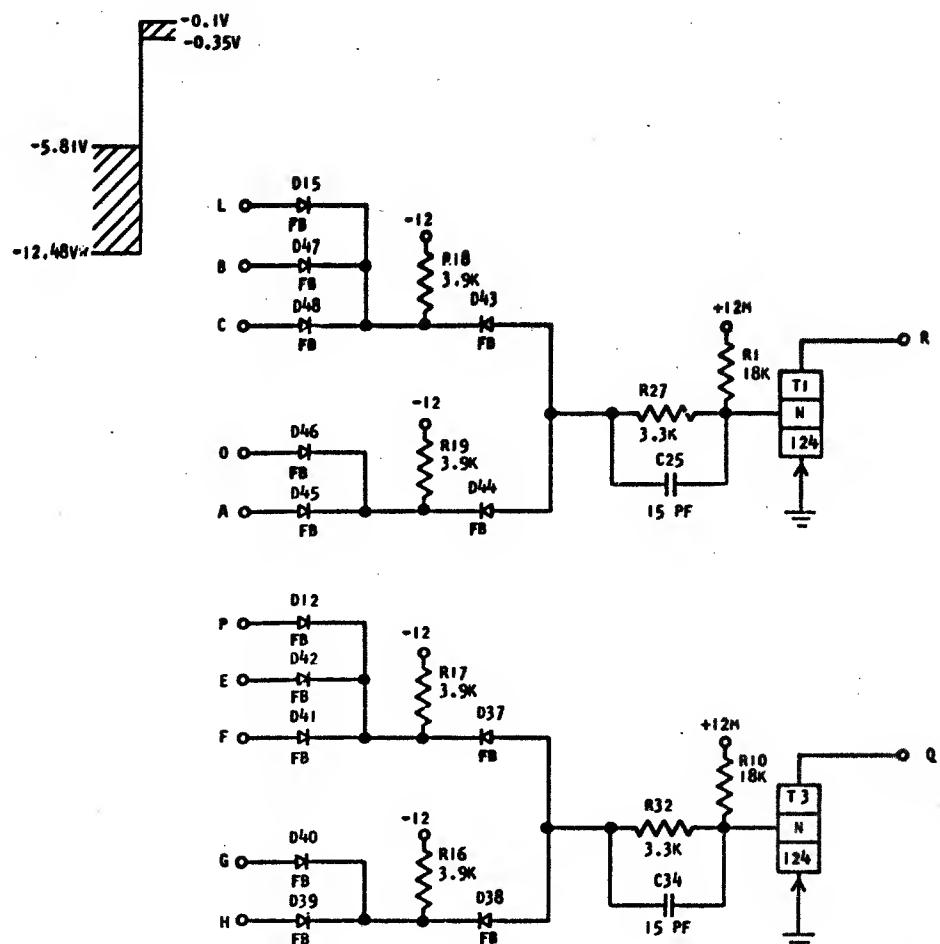 -0.1V
-0.35V
-5.81V
-12.48V*
L
D15
FB
B
D47
FB
C
D48
FB
-12
R18
3.9K
D43
FB
+12M
R1
18K
R
T1
N
124
R27
3.3K
C25
15 PF
O
D46
FB
A
D45
FB
-12
R19
3.9K
D44
FB
P
D12
FB
E
D42
FB
F
D41
FB
-12
R17
3.9K
D37
FB
+12M
R10
18K
Q
T3
N
124
R32
3.3K
C34
15 PF
G
D40
FB
H
D39
FB
-12
R16
3.9K
D38
FB